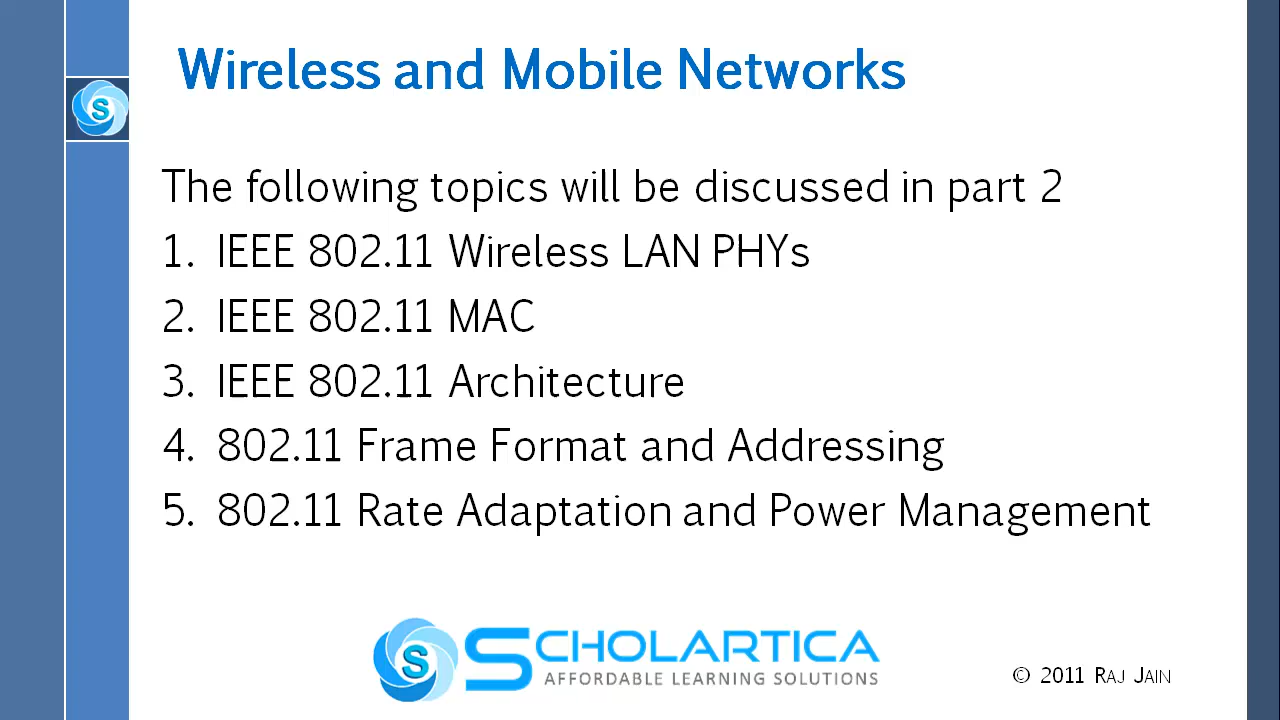 Wireless and Mobile Networks
S
The following topics will be discussed in part 2
1. IEEE 802.11 Wireless LAN PHYs
2. IEEE 802.11 MAC
3. IEEE 802.11 Architecture
4. 802.11 Frame Format and Addressing
5. 802.11 Rate Adaptation and Power Management
S SCHOLARTICA
AFFORDABLE LEARNING SOLUTIONS
© 2011 RAJ JAIN